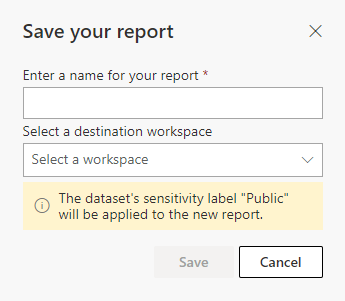 Save your report
Enter a name for your report *
Select a destination workspace
Select a workspace
The dataset's sensitivity label "Public"
will be applied to the new report.
Save
Cancel